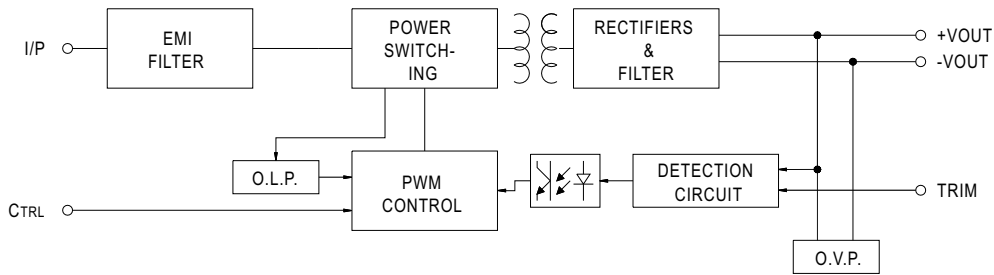 I/P
EMI
FILTER
POWER
SWITCH-
ING
RECTIFIERS
&
FILTER
+VOUT
-VOUT
O.L.P.
PWM
CONTROL
DETECTION
CIRCUIT
TRIM
CTRL
O.V.P.